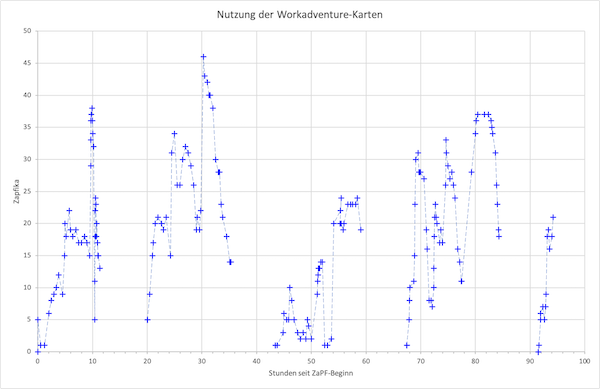 Nutzung der Workadventure-Karten
50
45
40
35
30
25
20
15
10
5
0
Zapfika
0 10 20 30 40 50 60 70 80 90 100
Stunden seit ZaPF-Beginn